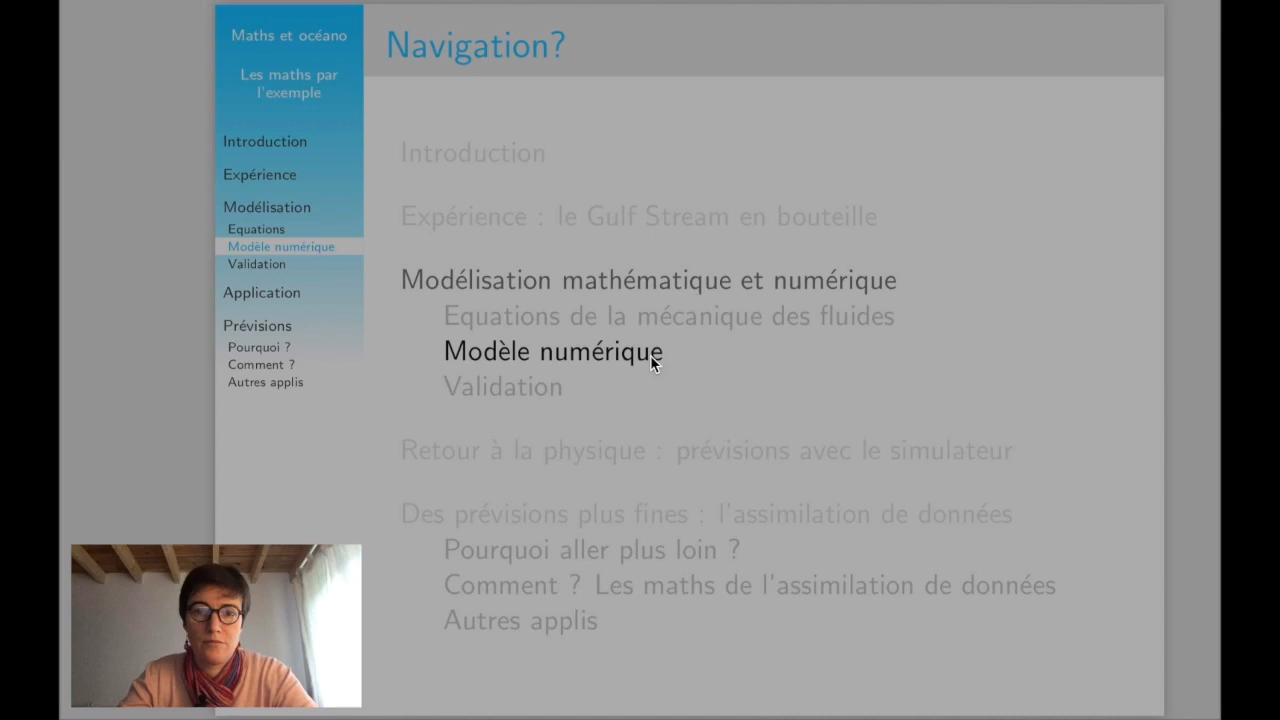 Maths et océano
Les maths par
l'exemple
Introduction
Expérience
Modélisation
Equations
Modèle numérique
Validation
Application
Prévisions
Pourquoi ?
Comment ?
Autres applis
Navigation?
Introduction
Expérience : le Gulf Stream en bouteille
Modélisation mathématique et numérique
Equations de la mécanique des fluides
Modèle numérique
Validation
Retour à la physique : prévisions avec le simulateur
Des prévisions plus fines : l'assimilation de données
Pourquoi aller plus loin ?
Comment ? Les maths de l'assimilation de données
Autres applis